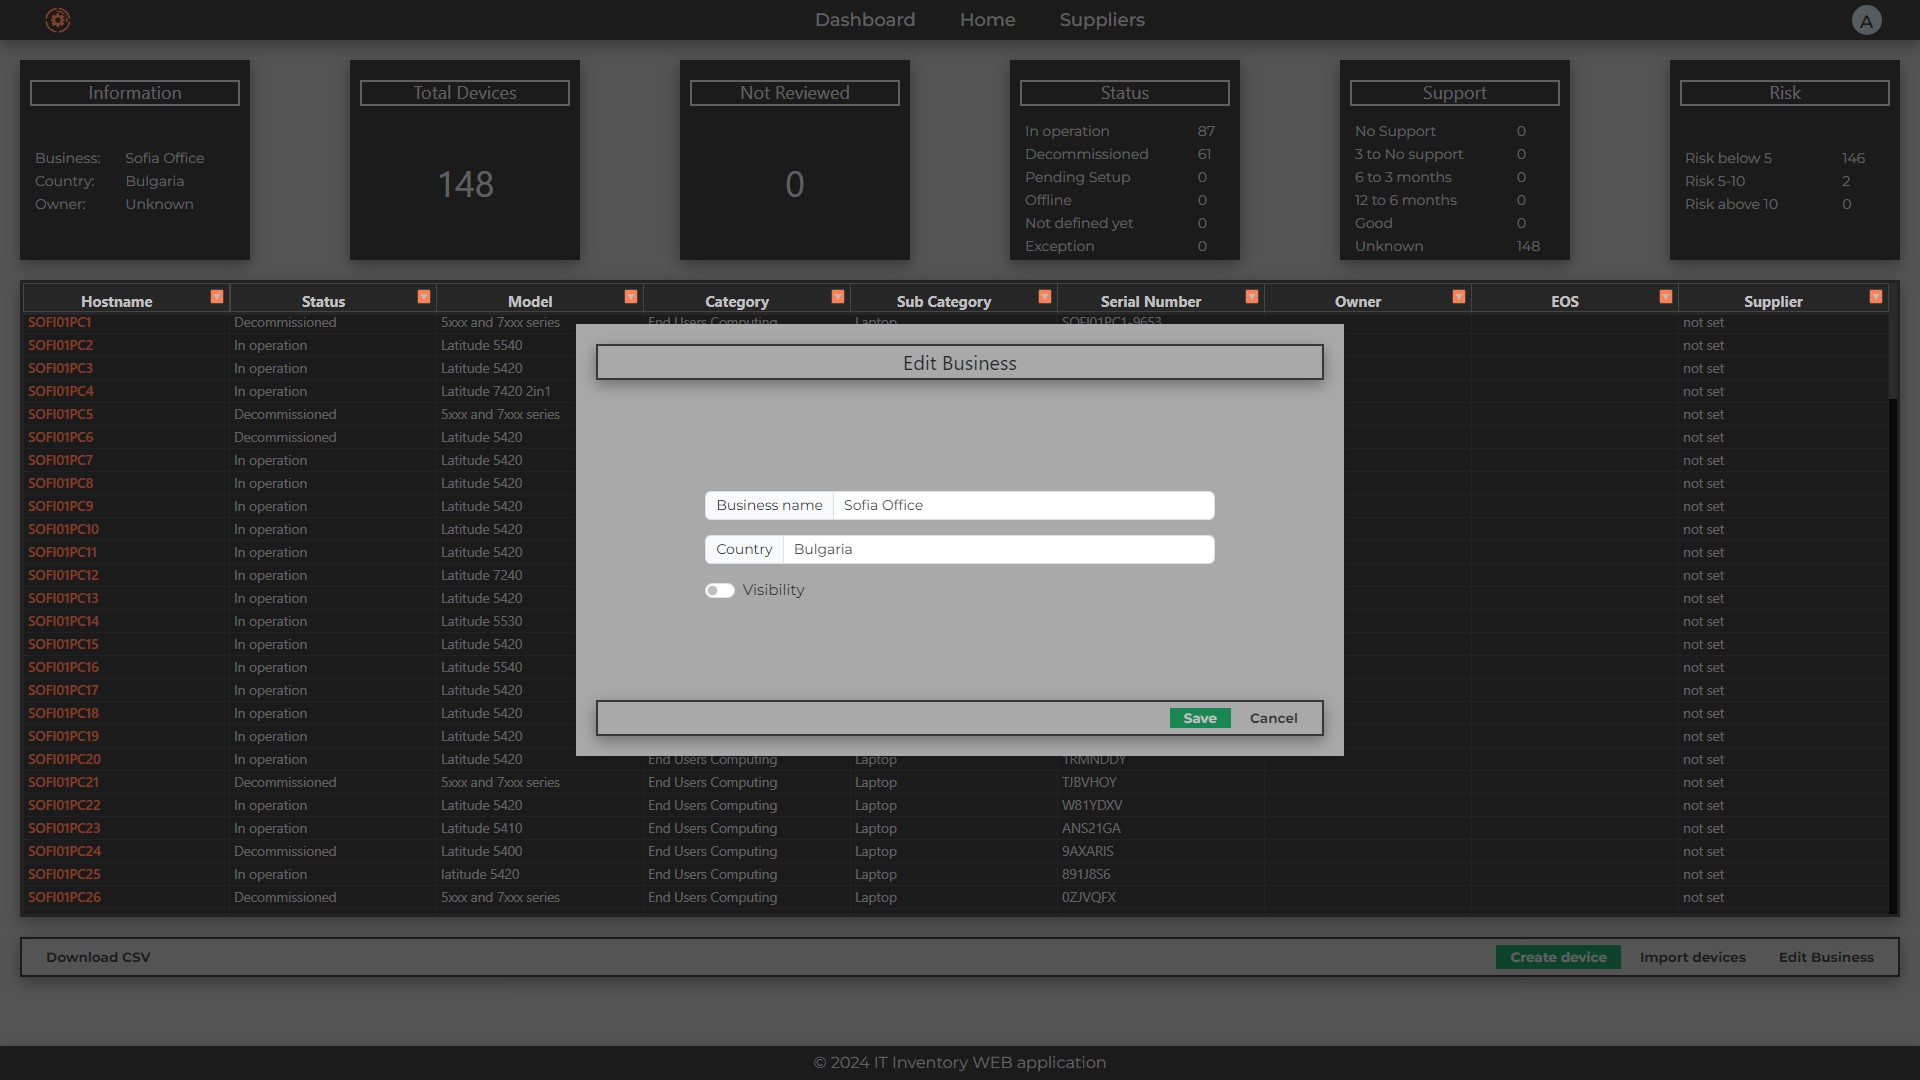 Dashboard Home Suppliers A
Information
Business: Sofia Office
Country: Bulgaria
Owner: Unknown
Total Devices
148
Not Reviewed
0
Status
In operation 87
Decommissioned 61
Pending Setup 0
Offline 0
Not defined yet 0
Exception 0
Support
No Support 0
3 to No support 0
6 to 3 months 0
12 to 6 months 0
Good 0
Unknown 148
Risk
Risk below 5 146
Risk 5-10 2
Risk above 10 0
Hostname Status Model Category Sub Category Serial Number Owner EOS Supplier
SOFI01PC1 Decommissioned 5xxx and 7xxx series End Users Computing Laptop SOFI01PC1-9653 not set
SOFI01PC2 In operation Latitude 5540 not set
SOFI01PC3 In operation Latitude 5420 not set
SOFI01PC4 In operation Latitude 7420 2in1 not set
SOFI01PC5 Decommissioned 5xxx and 7xxx series not set
SOFI01PC6 Decommissioned Latitude 5420 not set
SOFI01PC7 In operation Latitude 5420 not set
SOFI01PC8 In operation Latitude 5420 not set
SOFI01PC9 In operation Latitude 5420 not set
SOFI01PC10 In operation Latitude 5420 not set
SOFI01PC11 In operation Latitude 5420 not set
SOFI01PC12 In operation Latitude 7240 not set
SOFI01PC13 In operation Latitude 5420 not set
SOFI01PC14 In operation Latitude 5530 not set
SOFI01PC15 In operation Latitude 5420 not set
SOFI01PC16 In operation Latitude 5540 not set
SOFI01PC17 In operation Latitude 5420 not set
SOFI01PC18 In operation Latitude 5420 not set
SOFI01PC19 In operation Latitude 5420 not set
SOFI01PC20 In operation Latitude 5420 End Users Computing Laptop 1RMNDDY not set
SOFI01PC21 Decommissioned 5xxx and 7xxx series End Users Computing Laptop TJBVHOY not set
SOFI01PC22 In operation Latitude 5420 End Users Computing Laptop W81YDXV not set
SOFI01PC23 In operation Latitude 5410 End Users Computing Laptop ANS21GA not set
SOFI01PC24 Decommissioned Latitude 5400 End Users Computing Laptop 9AXARIS not set
SOFI01PC25 In operation latitude 5420 End Users Computing Laptop 891J8S6 not set
SOFI01PC26 Decommissioned 5xxx and 7xxx series End Users Computing Laptop 0ZJVQFX not set
Edit Business
Business name Sofia Office
Country Bulgaria
Visibility
Save Cancel
Download CSV Create device Import devices Edit Business
© 2024 IT Inventory WEB application